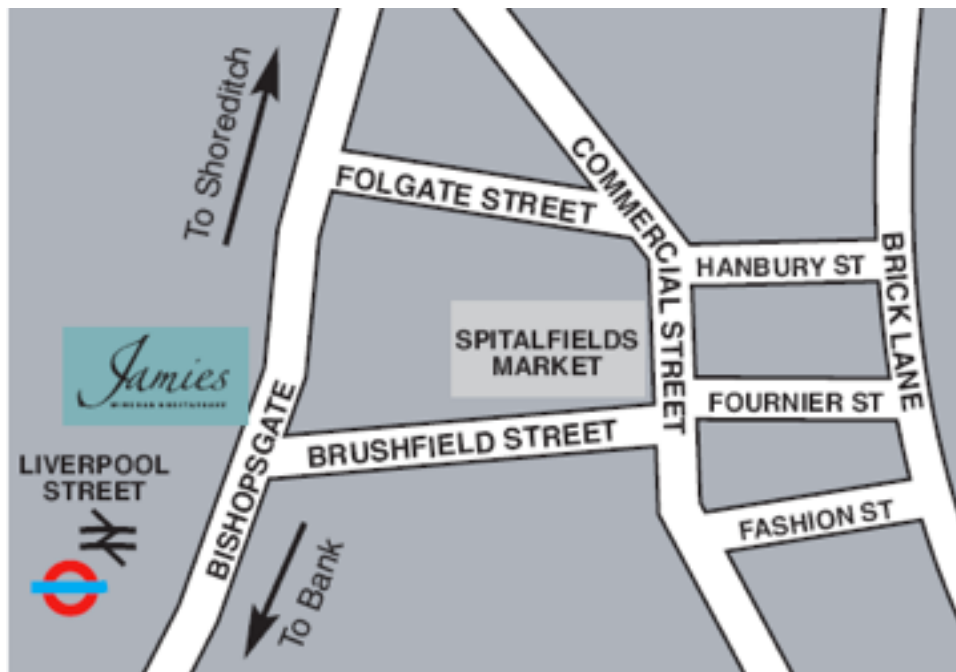 To Shoreditch
FOLGATE STREET
COMMERCIAL STREET
HANBURY ST
BRICK LANE
SPITALFIELDS
MARKET
Jamies
FOURNIER ST
BRUSHFIELD STREET
BISHOPSGATE
LIVERPOOL
STREET
FASHION ST
To Bank